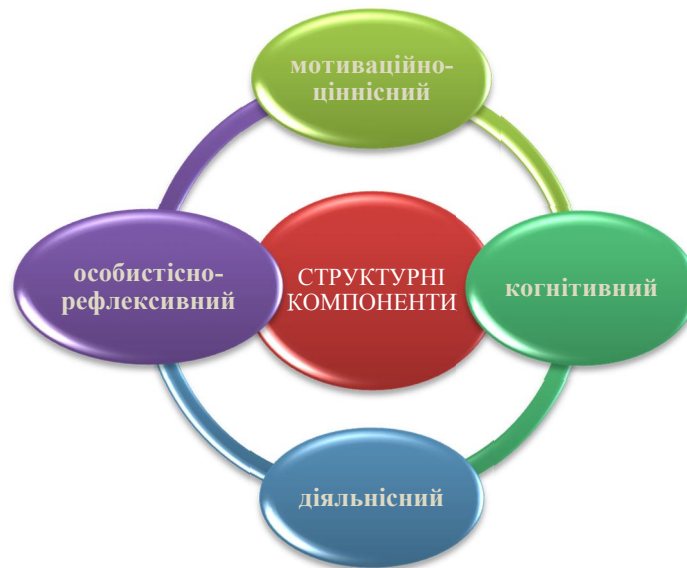 мотиваційно-
ціннісний
особистісно-
рефлексивний
СТРУКТУРНІ
КОМПОНЕНТИ
когнітивний
діяльнісний